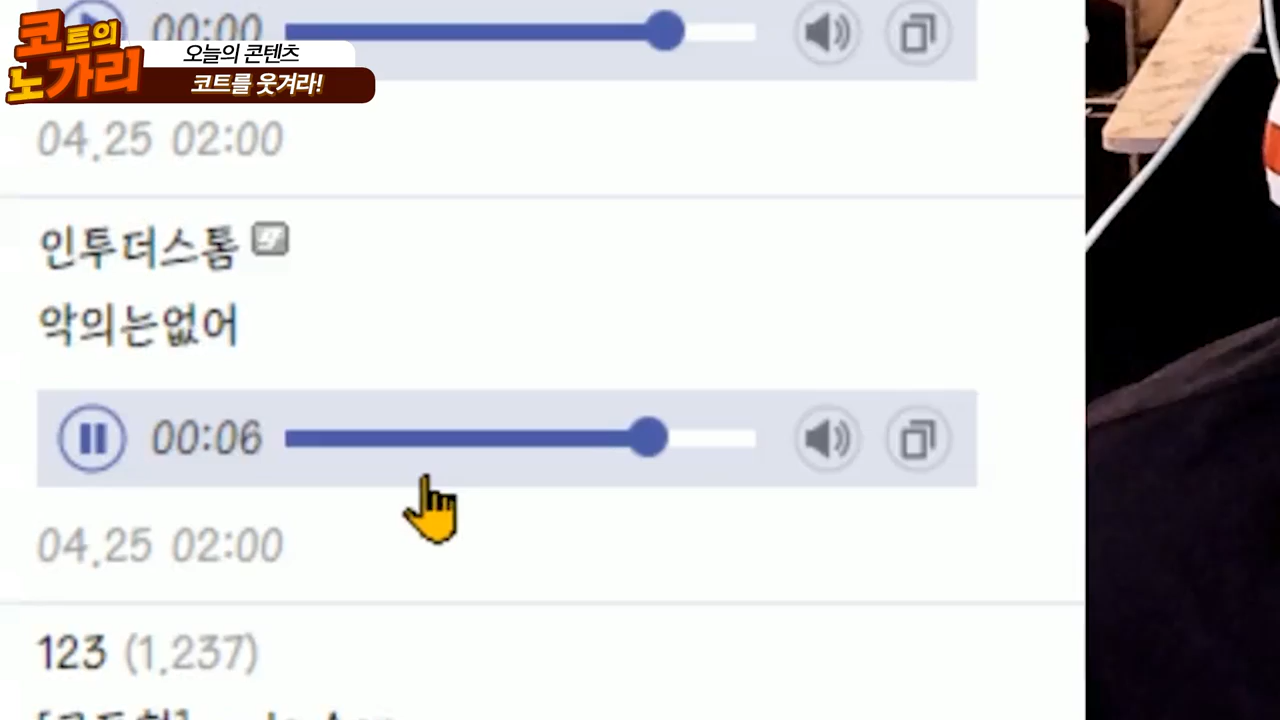 코트의
노가리
오늘의 콘텐츠
코트를 웃겨라!
00:00
04.25 02:00
인투더스톰
악의는없어
00:06
04.25 02:00
123 (1,237)